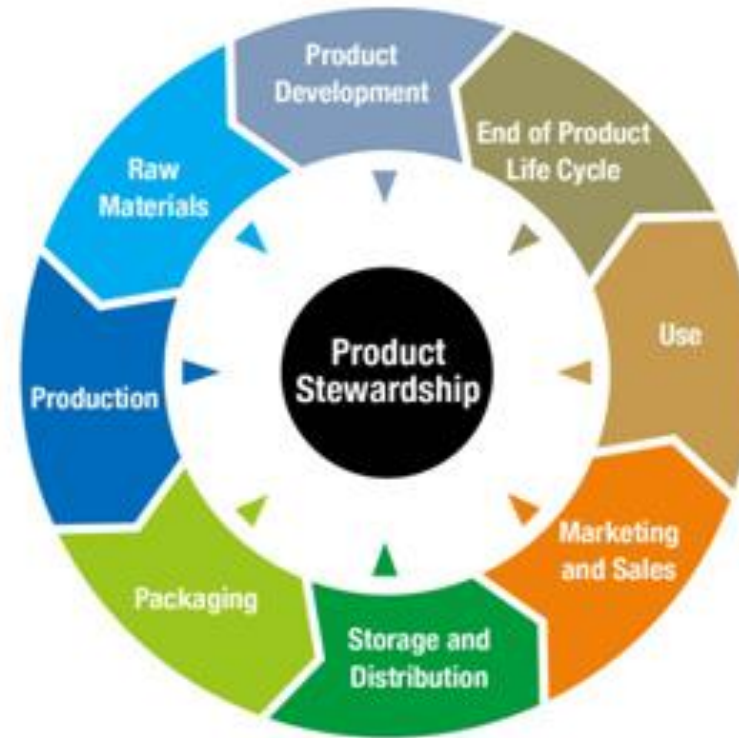 Product
Development
End of Product
Life Cycle
Use
Marketing
and Sales
Storage and
Distribution
Packaging
Production
Raw
Materials
Product
Stewardship